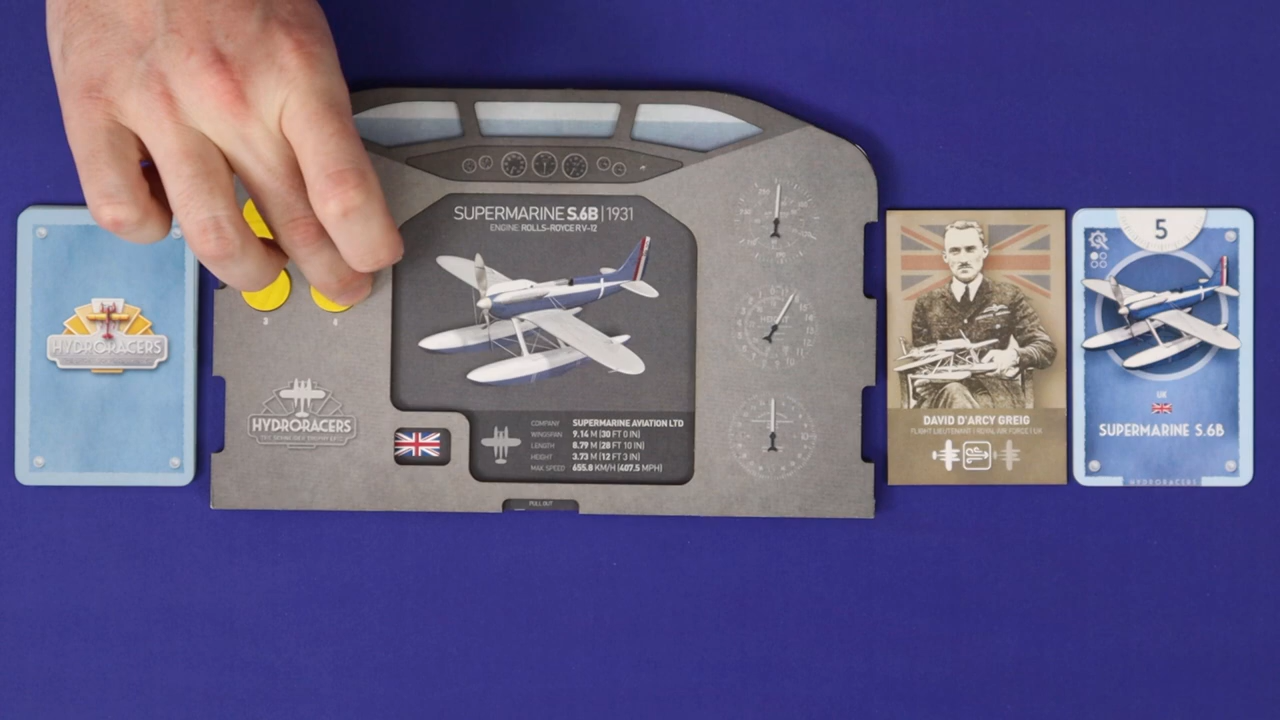 HYDRORACERS
SUPERMARINE S.6B | 1931
ENGINE ROLLS-ROYCE R V-12
3
4
HYDRORACERS
COMPANY SUPERMARINE AVIATION LTD
WINGSPAN 9.14 M (30 FT 0 IN)
LENGTH 8.79 M (28 FT 10 IN)
HEIGHT 3.73 M (12 FT 3 IN)
MAX SPEED 655.8 KM/H (407.5 MPH)
PULL OUT
DAVID D'ARCY GREIG
FLIGHT LIEUTENANT | ROYAL AIR FORCE | UK
5
UK
SUPERMARINE S.6B
HYDRORACERS